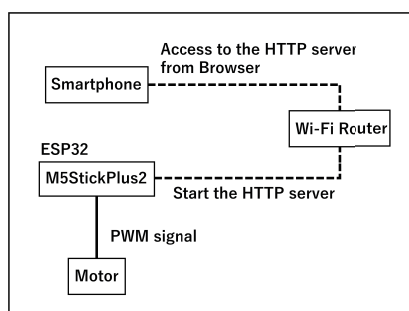 Access to the HTTP server
from Browser
Smartphone
Wi-Fi Router
ESP32
M5StickPlus2
Start the HTTP server
PWM signal
Motor